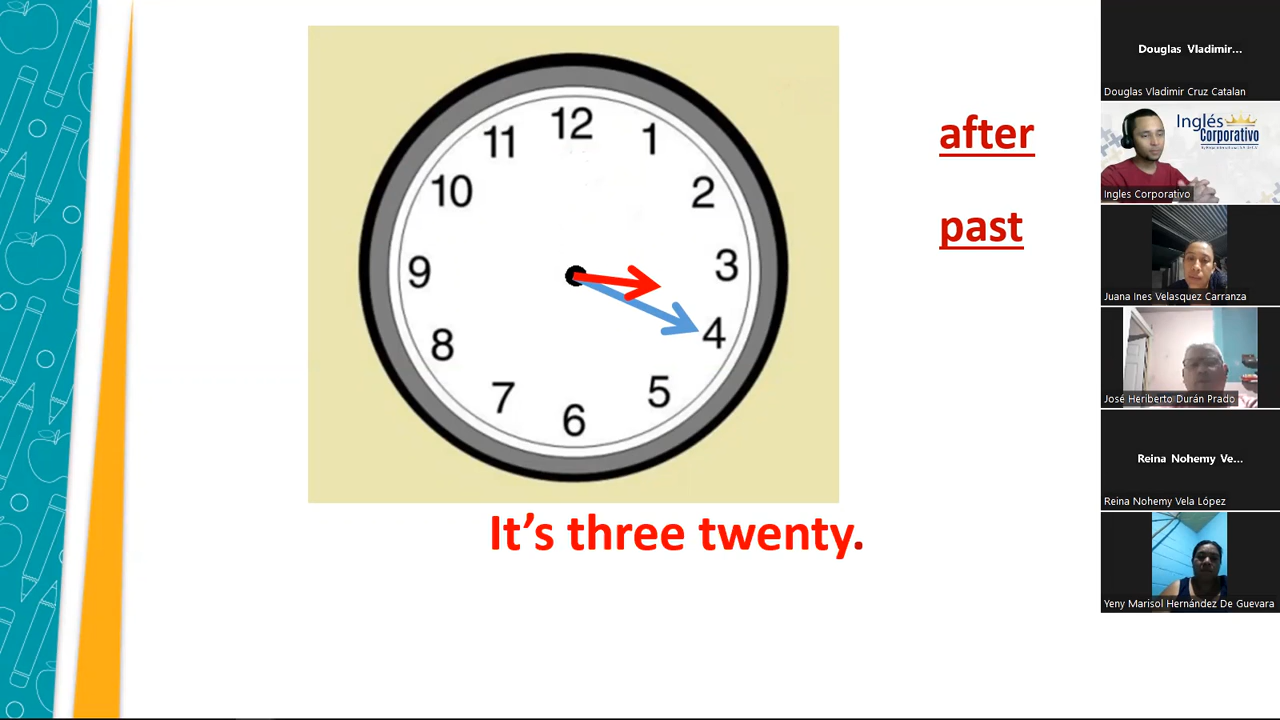 12
11
1
10
2
9
3
8
4
7
5
6
after
past
It's three twenty.
Douglas Vladimir...
Douglas Vladimir Cruz Catalan
Inglés
Corporativo
Ingles Corporativo
Juana Ines Velasquez Carranza
José Heriberto Durán Prado
Reina Nohemy Ve...
Reina Nohemy Vela López
Yeny Marisol Hernández De Guevara